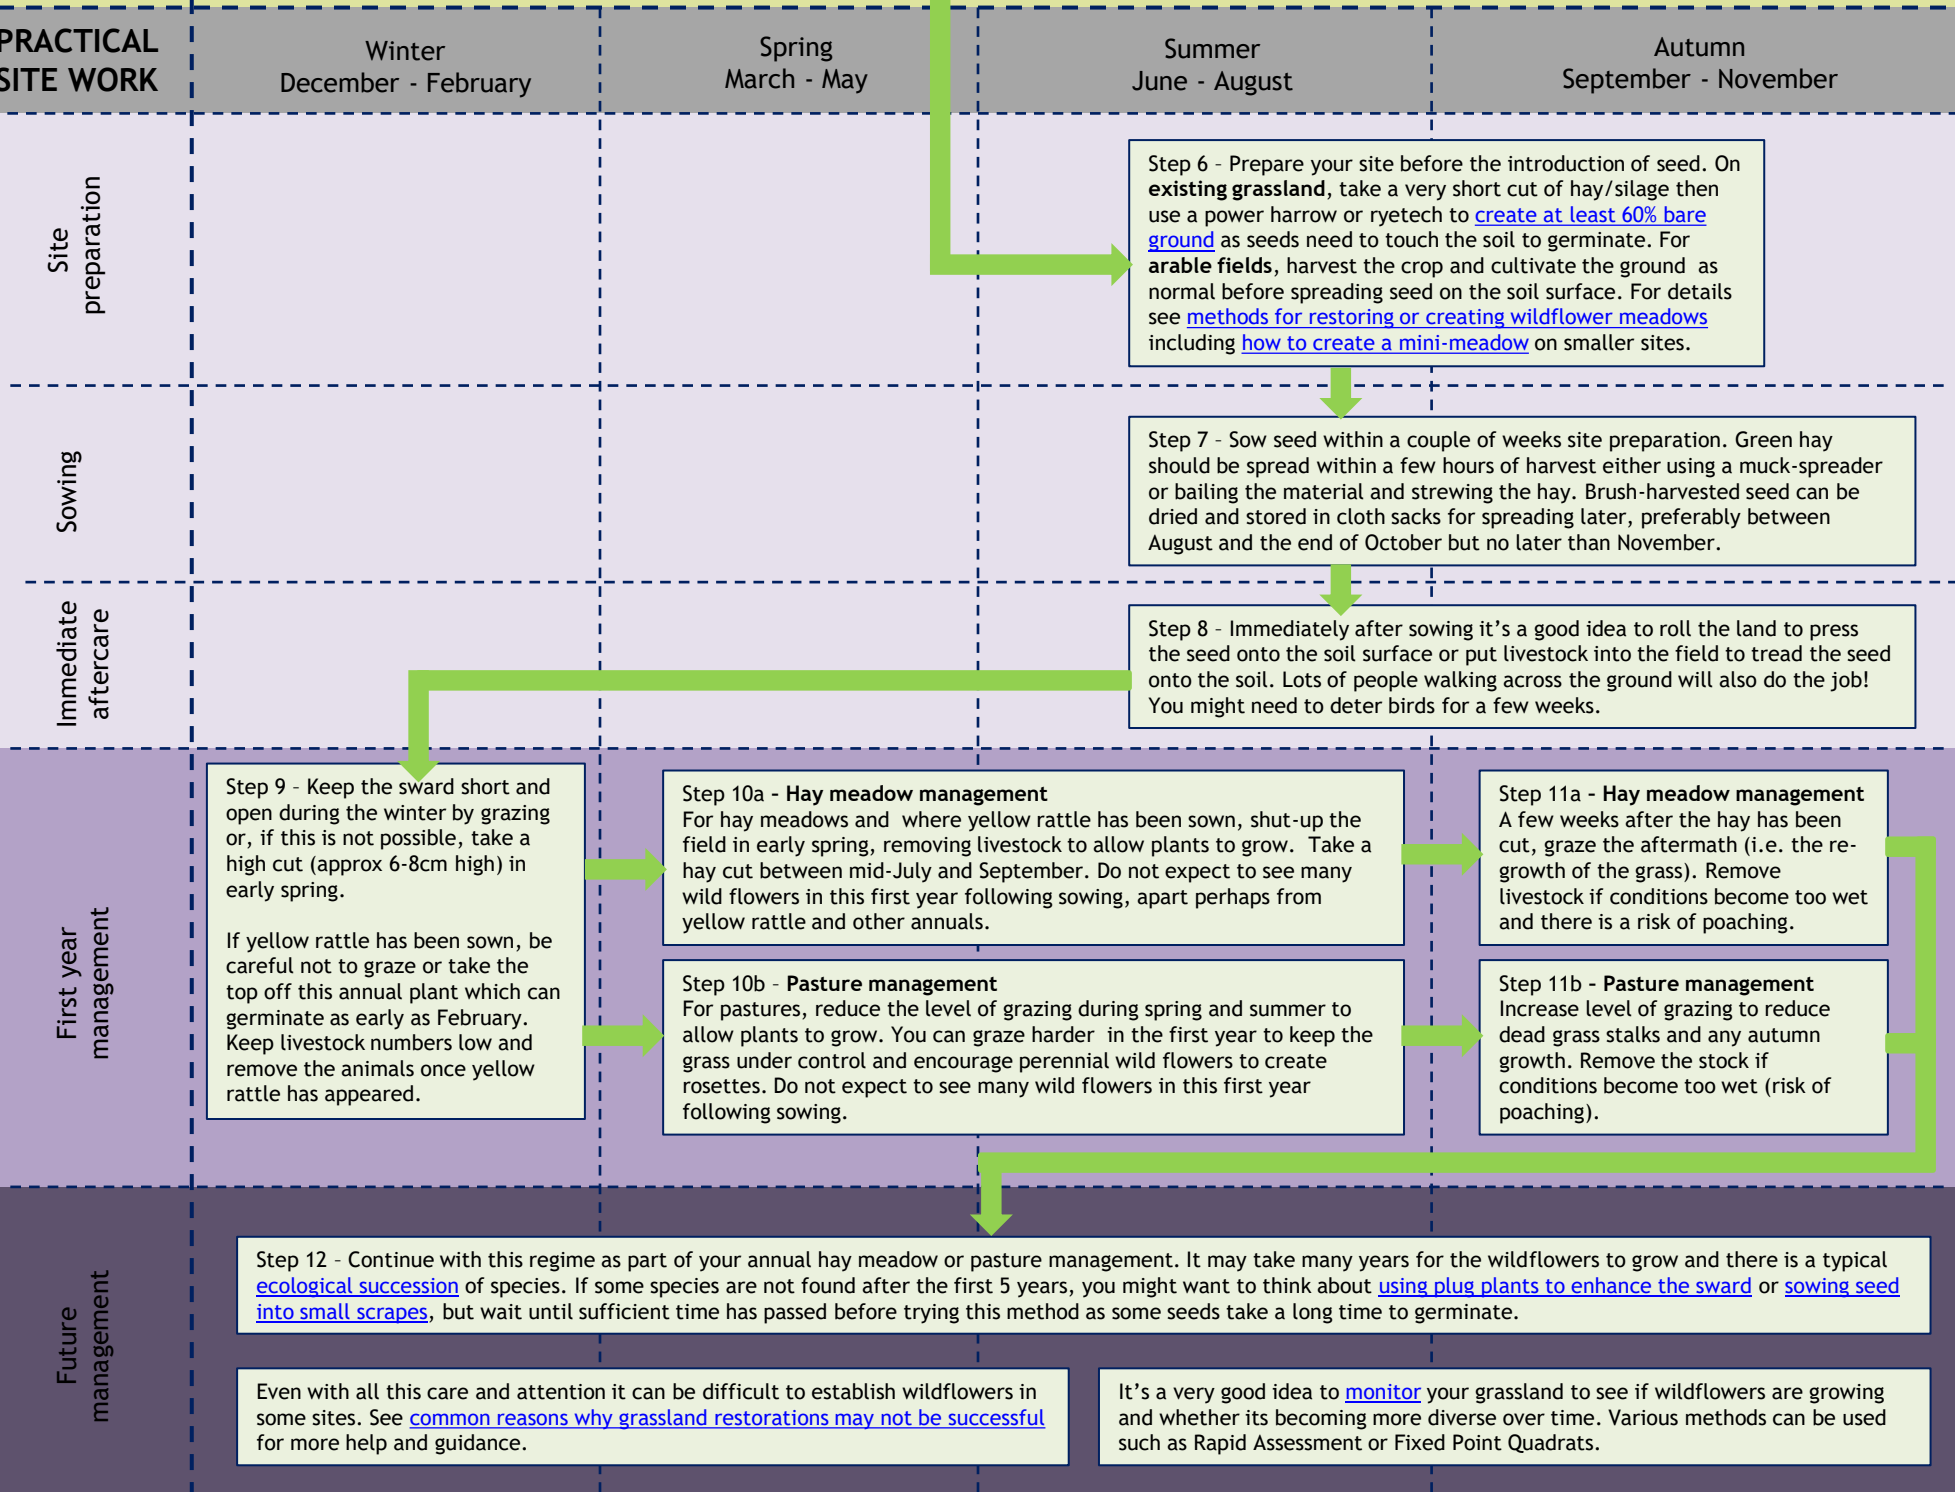 PRACTICAL
SITE WORK
Winter
December - February
Spring
March - May
Summer
June - August
Autumn
September - November
Site
preparation
Step 6 – Prepare your site before the introduction of seed. On
existing grassland, take a very short cut of hay/silage then
use a power harrow or ryetech to create at least 60% bare
ground as seeds need to touch the soil to germinate. For
arable fields, harvest the crop and cultivate the ground as
normal before spreading seed on the soil surface. For details
see methods for restoring or creating wildflower meadows
including how to create a mini-meadow on smaller sites.
Sowing
Step 7 – Sow seed within a couple of weeks site preparation. Green hay
should be spread within a few hours of harvest either using a muck-spreader
or bailing the material and strewing the hay. Brush-harvested seed can be
dried and stored in cloth sacks for spreading later, preferably between
August and the end of October but no later than November.
Immediate
aftercare
Step 8 – Immediately after sowing it’s a good idea to roll the land to press
the seed onto the soil surface or put livestock into the field to tread the seed
onto the soil. Lots of people walking across the ground will also do the job!
You might need to deter birds for a few weeks.
First year
management
Step 9 – Keep the sward short and
open during the winter by grazing
or, if this is not possible, take a
high cut (approx 6-8cm high) in
early spring.
If yellow rattle has been sown, be
careful not to graze or take the
top off this annual plant which can
germinate as early as February.
Keep livestock numbers low and
remove the animals once yellow
rattle has appeared.
Step 10a – Hay meadow management
For hay meadows and where yellow rattle has been sown, shut-up the
field in early spring, removing livestock to allow plants to grow. Take a
hay cut between mid-July and September. Do not expect to see many
wild flowers in this first year following sowing, apart perhaps from
yellow rattle and other annuals.
Step 10b – Pasture management
For pastures, reduce the level of grazing during spring and summer to
allow plants to grow. You can graze harder in the first year to keep the
grass under control and encourage perennial wild flowers to create
rosettes. Do not expect to see many wild flowers in this first year
following sowing.
Step 11a – Hay meadow management
A few weeks after the hay has been
cut, graze the aftermath (i.e. the re-
growth of the grass). Remove
livestock if conditions become too wet
and there is a risk of poaching.
Step 11b – Pasture management
Increase level of grazing to reduce
dead grass stalks and any autumn
growth. Remove the stock if
conditions become too wet (risk of
poaching).
Future
management
Step 12 – Continue with this regime as part of your annual hay meadow or pasture management. It may take many years for the wildflowers to grow and there is a typical
ecological succession of species. If some species are not found after the first 5 years, you might want to think about using plug plants to enhance the sward or sowing seed
into small scrapes, but wait until sufficient time has passed before trying this method as some seeds take a long time to germinate.
Even with all this care and attention it can be difficult to establish wildflowers in
some sites. See common reasons why grassland restorations may not be successful
for more help and guidance.
It’s a very good idea to monitor your grassland to see if wildflowers are growing
and whether its becoming more diverse over time. Various methods can be used
such as Rapid Assessment or Fixed Point Quadrats.